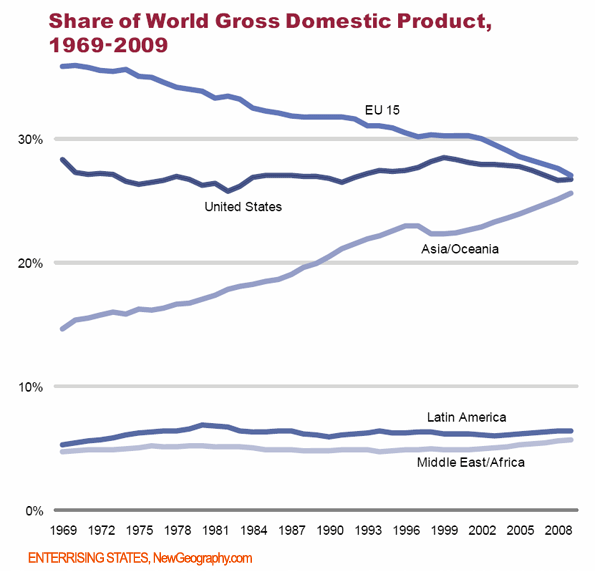 Share of World Gross Domestic Product,
1969-2009
EU 15
30%
United States
Asia/Oceania
20%
10%
Latin America
Middle East/Africa
0%
1969 1972 1975 1978 1981 1984 1987 1990 1993 1996 1999 2002 2005 2008
ENTERRISING STATES, NewGeography.com